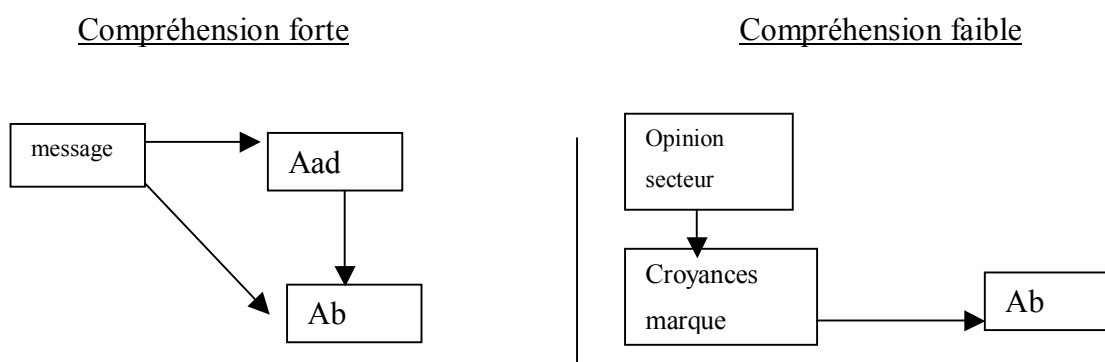 Compréhension forte
message
Aad
Ab
Compréhension faible
Opinion
secteur
Croyances
marque
Ab